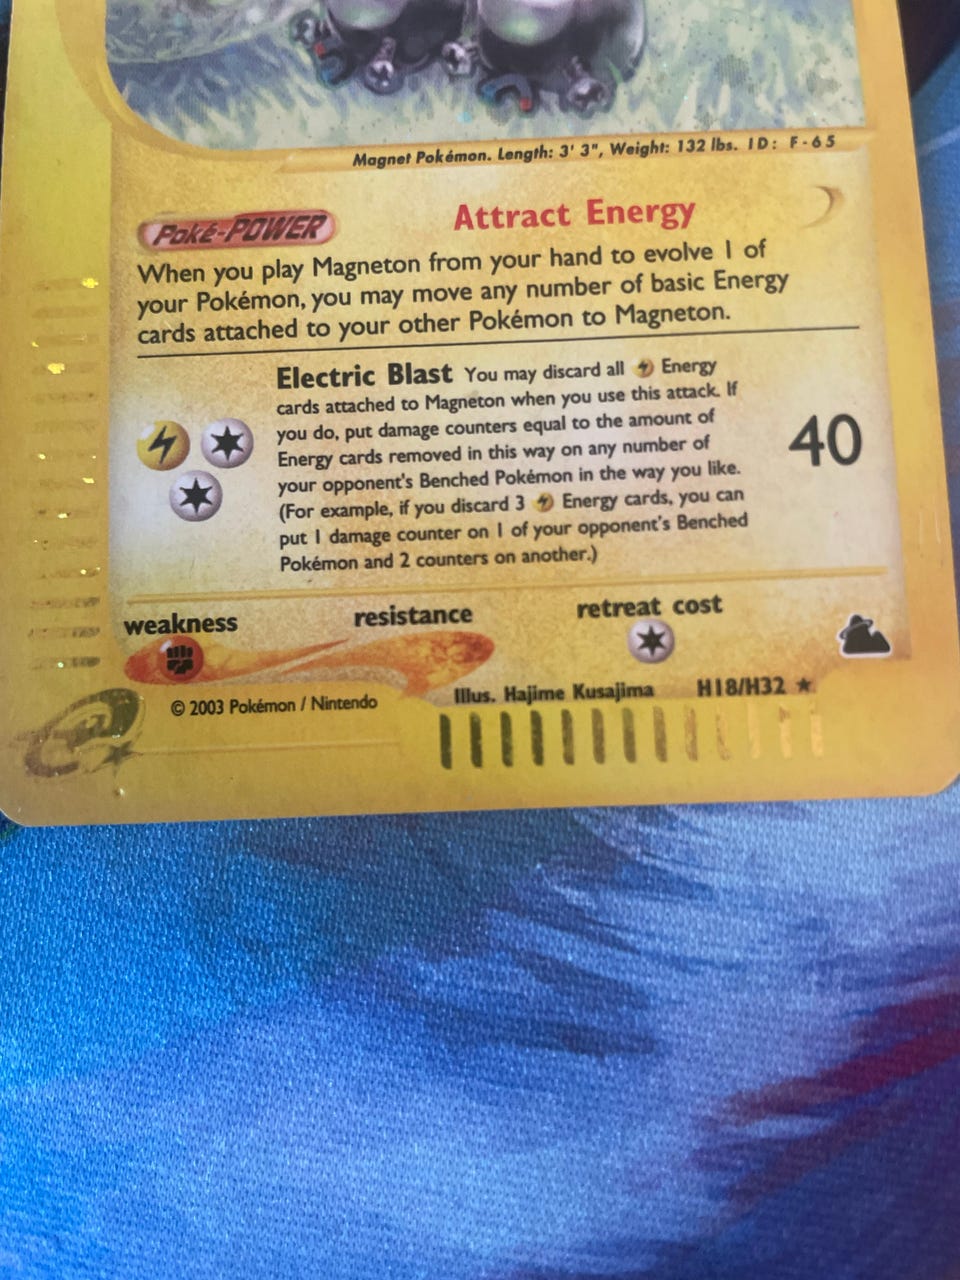 Magnet Pokémon. Length: 3' 3", Weight: 132 lbs. ID: F-65
Poké-POWER Attract Energy
When you play Magneton from your hand to evolve 1 of
your Pokémon, you may move any number of basic Energy
cards attached to your other Pokémon to Magneton.
Electric Blast You may discard all Energy
cards attached to Magneton when you use this attack. If
you do, put damage counters equal to the amount of
Energy cards removed in this way on any number of
your opponent's Benched Pokémon in the way you like.
(For example, if you discard 3 Energy cards, you can
put 1 damage counter on 1 of your opponent's Benched
Pokémon and 2 counters on another.)
40
weakness resistance retreat cost
© 2003 Pokémon / Nintendo
Illus. Hajime Kusajima H18/H32 ★